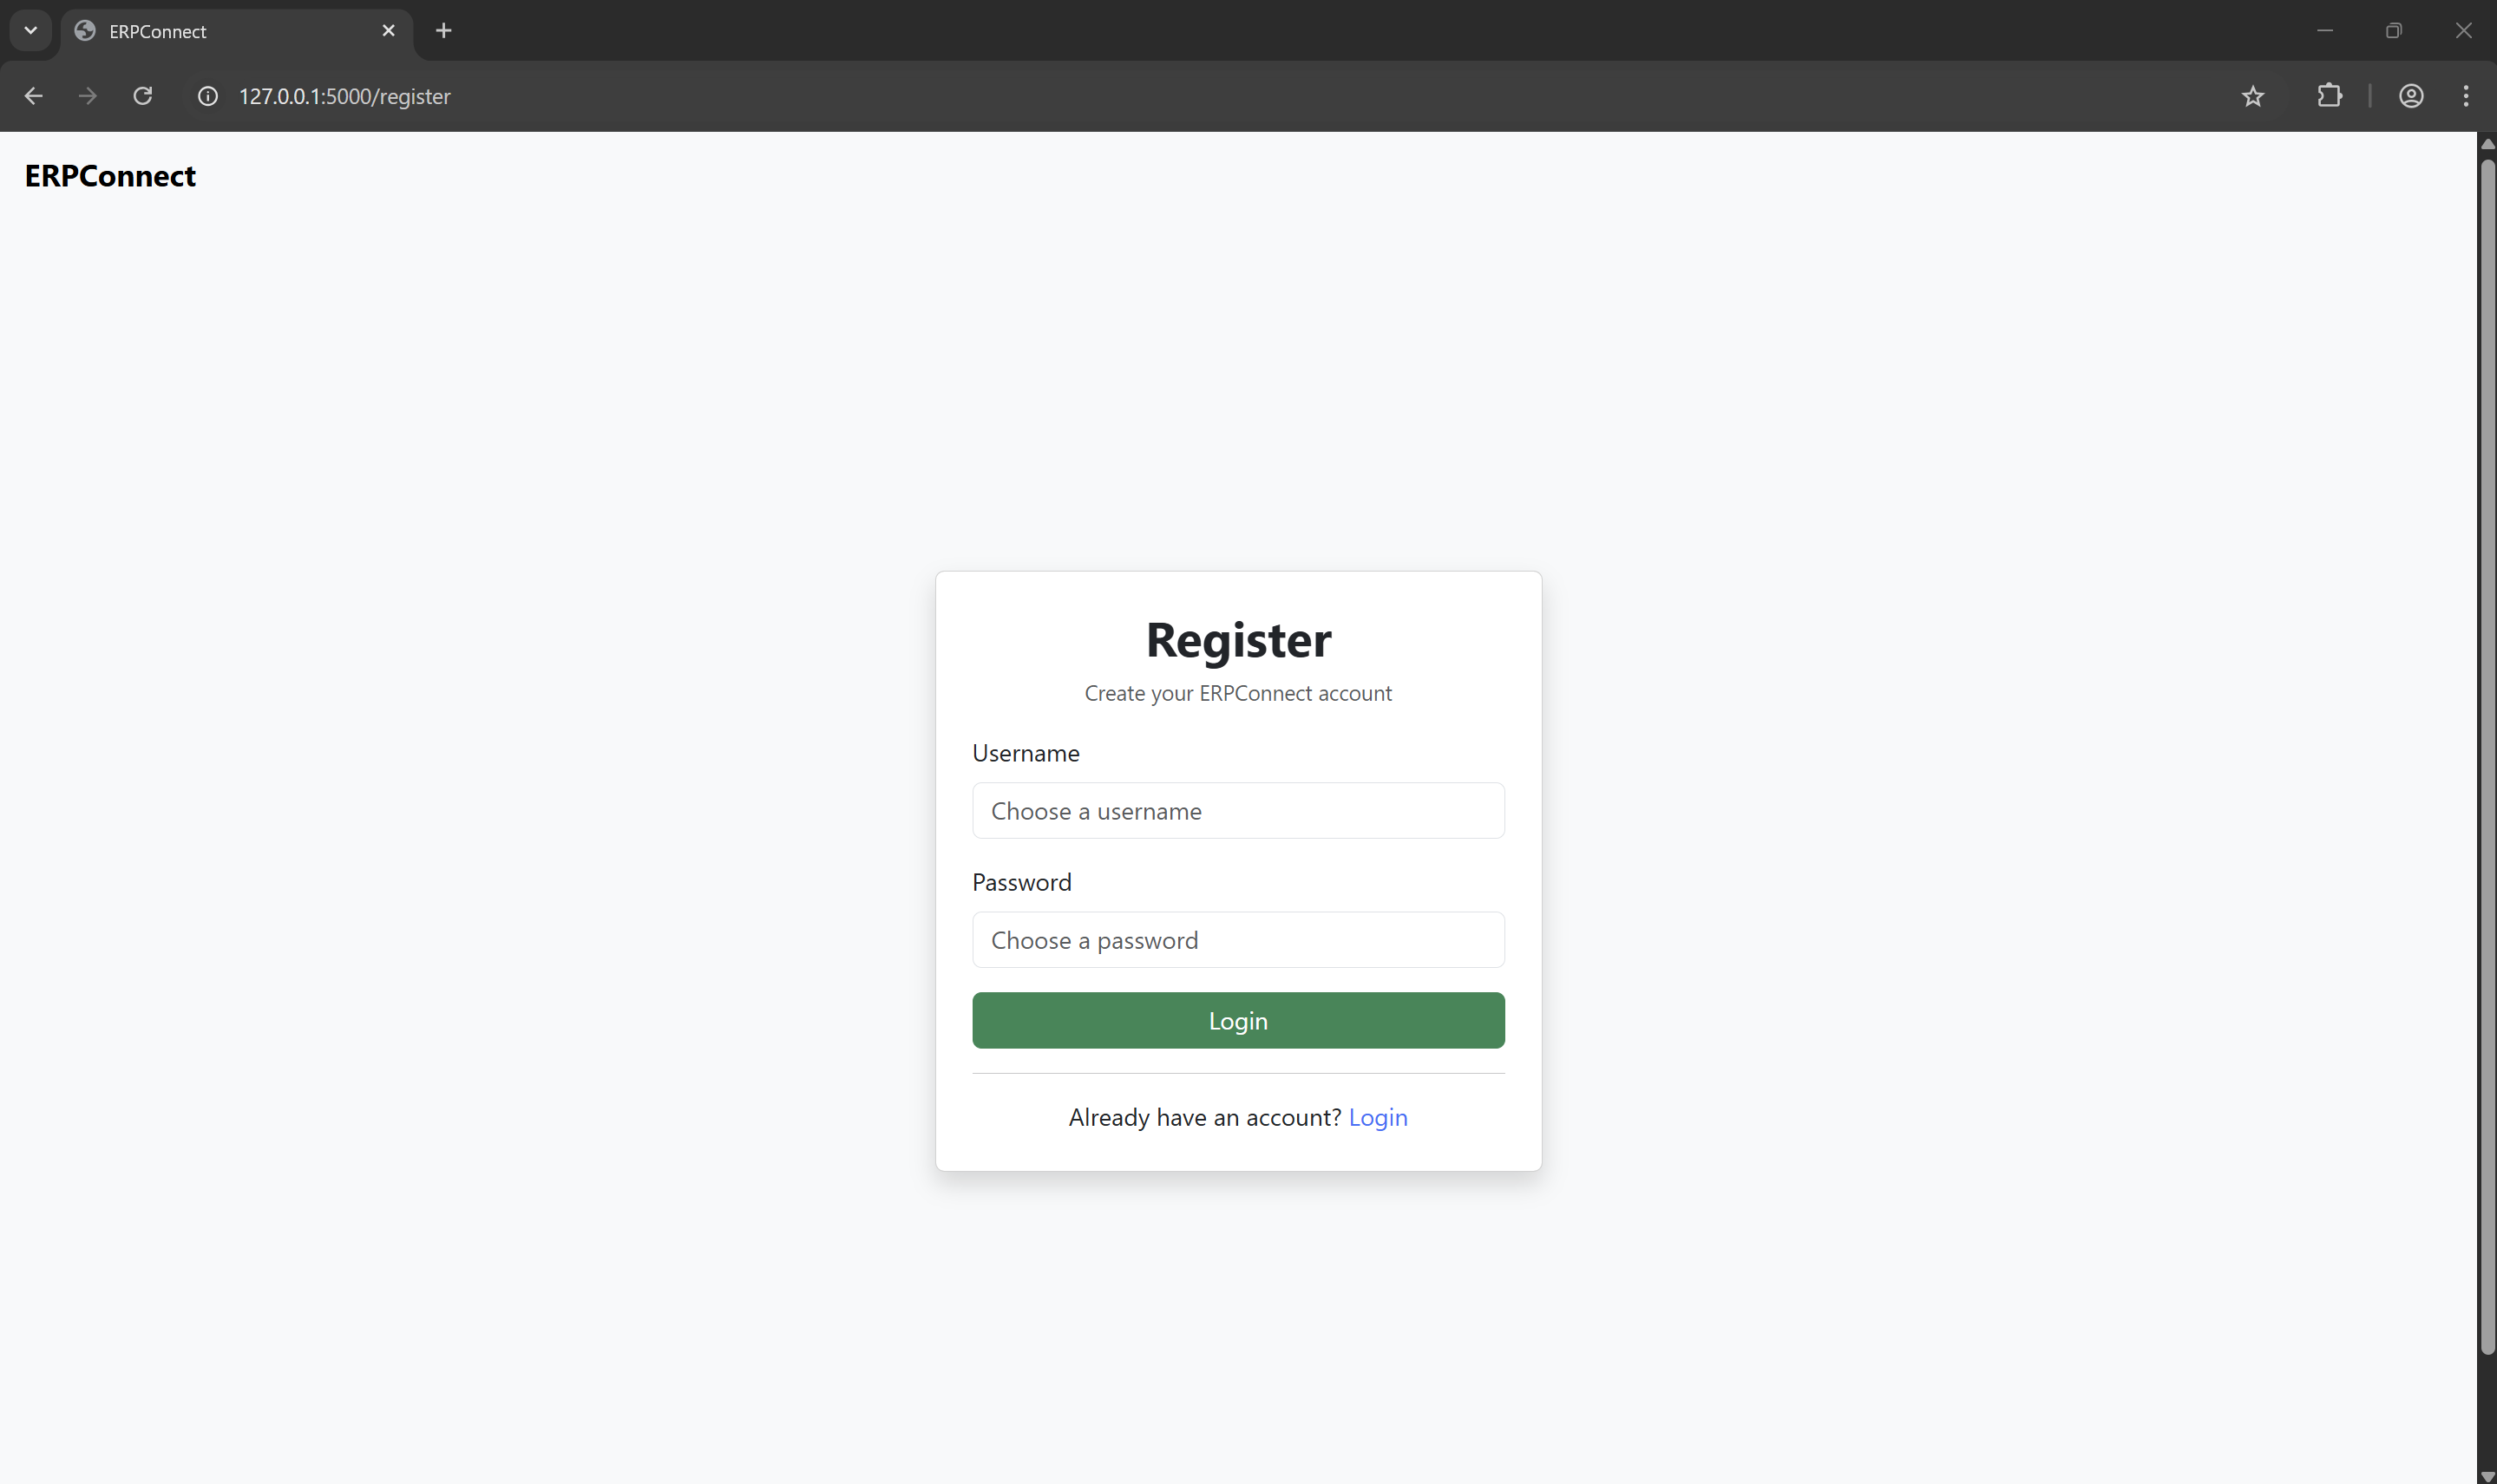 ERPConnect
127.0.0.1:5000/register
ERPConnect
Register
Create your ERPConnect account
Username
Choose a username
Password
Choose a password
Login
Already have an account? Login